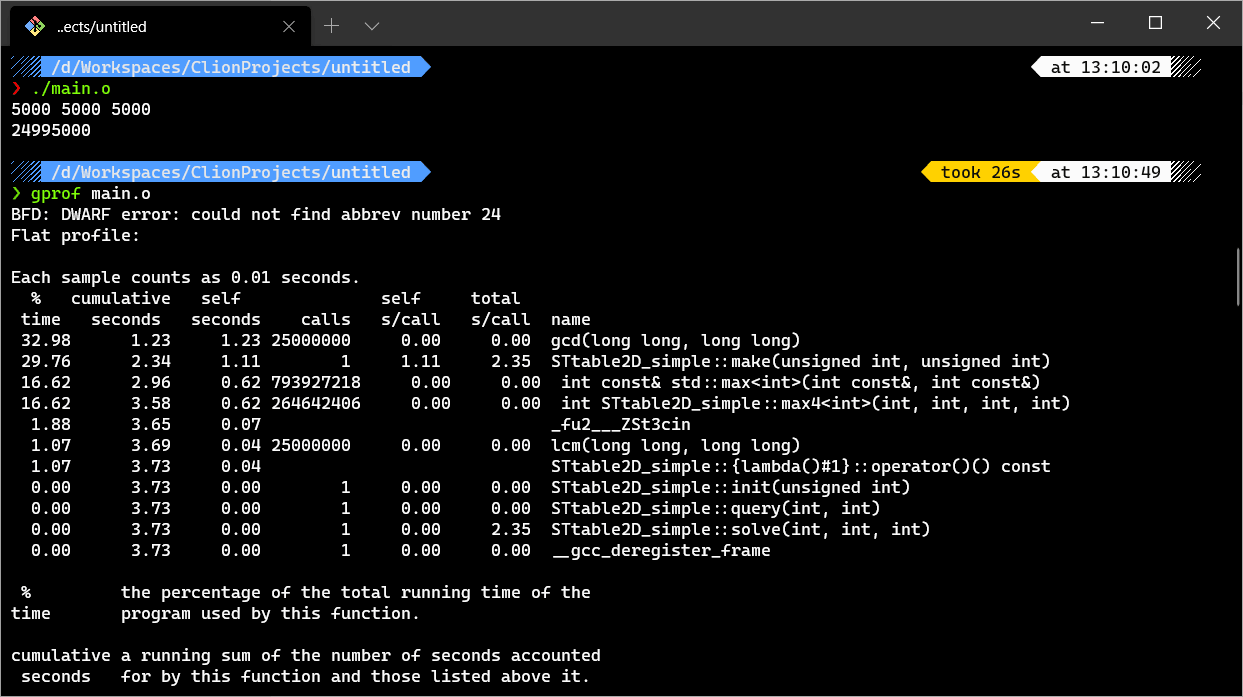 ..ects/untitled
/d/Workspaces/ClionProjects/untitled at 13:10:02
❯ ./main.o
5000 5000 5000
24995000
/d/Workspaces/ClionProjects/untitled took 26s at 13:10:49
❯ gprof main.o
BFD: DWARF error: could not find abbrev number 24
Flat profile:
Each sample counts as 0.01 seconds.
  %   cumulative   self              self     total
 time   seconds   seconds    calls   s/call   s/call  name
 32.98      1.23     1.23 25000000     0.00     0.00  gcd(long long, long long)
 29.76      2.34     1.11        1     1.11     2.35  STtable2D_simple::make(unsigned int, unsigned int)
 16.62      2.96     0.62 793927218     0.00     0.00  int const& std::max<int>(int const&, int const&)
 16.62      3.58     0.62 264642406     0.00     0.00  int STtable2D_simple::max4<int>(int, int, int, int)
  1.88      3.65     0.07                             _fu2___ZSt3cin
  1.07      3.69     0.04 25000000     0.00     0.00  lcm(long long, long long)
  1.07      3.73     0.04                             STtable2D_simple::{lambda()#1}::operator()() const
  0.00      3.73     0.00        1     0.00     0.00  STtable2D_simple::init(unsigned int)
  0.00      3.73     0.00        1     0.00     0.00  STtable2D_simple::query(int, int)
  0.00      3.73     0.00        1     0.00     2.35  STtable2D_simple::solve(int, int, int)
  0.00      3.73     0.00        1     0.00     0.00  __gcc_deregister_frame
 %         the percentage of the total running time of the
time       program used by this function.
cumulative a running sum of the number of seconds accounted
 seconds   for by this function and those listed above it.